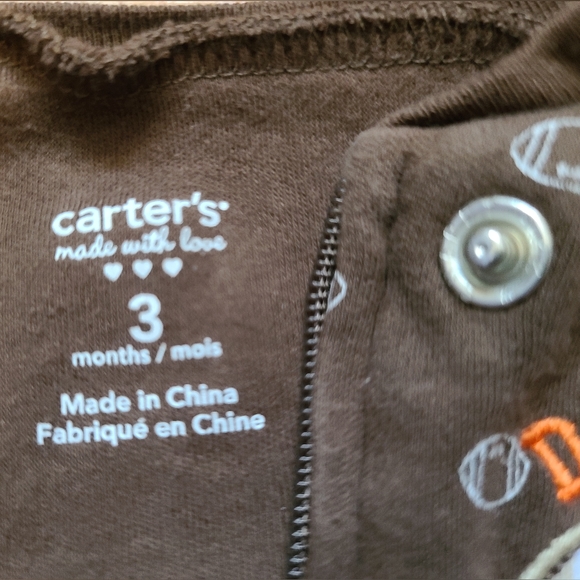 carter's
made with love
3
months / mois
Made in China
Fabriqué en Chine
D